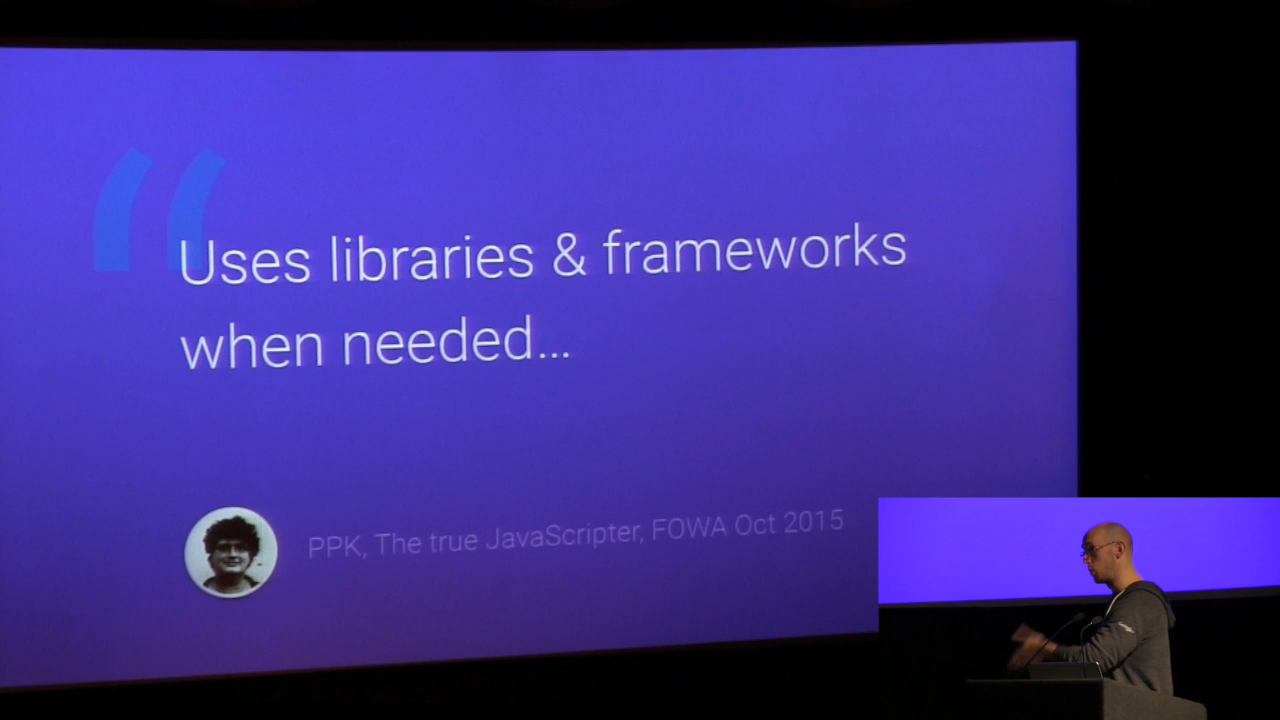 “
Uses libraries & frameworks
when needed...
PPK, The true JavaScripter, FOWA Oct 2015